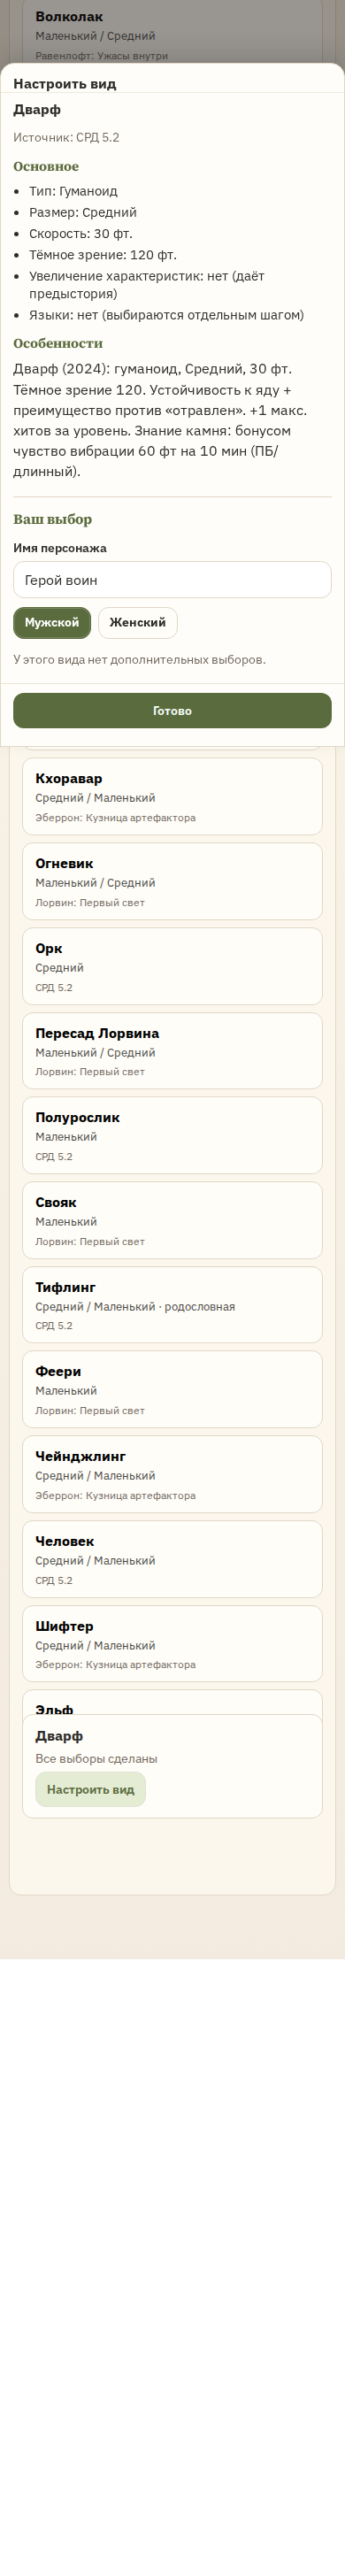 Волколак
Маленький / Средний
Равенлофт: Ужасы внутри
Настроить вид
Дварф
Источник: СРД 5.2
Основное
• Тип: Гуманоид
• Размер: Средний
• Скорость: 30 фт.
• Тёмное зрение: 120 фт.
• Увеличение характеристик: нет (даёт
предыстория)
• Языки: нет (выбираются отдельным шагом)
Особенности
Дварф (2024): гуманоид, Средний, 30 фт.
Тёмное зрение 120. Устойчивость к яду +
преимущество против «отравлен». +1 макс.
хитов за уровень. Знание камня: бонусом
чувство вибрации 60 фт на 10 мин (ПБ/
длинный).
Ваш выбор
Имя персонажа
Герой воин
Мужской Женский
У этого вида нет дополнительных выборов.
Готово
Кхоравар
Средний / Маленький
Эберрон: Кузница артефактора
Огневик
Маленький / Средний
Лорвин: Первый свет
Орк
Средний
СРД 5.2
Пересад Лорвина
Маленький / Средний
Лорвин: Первый свет
Полурослик
Маленький
СРД 5.2
Свояк
Маленький
Лорвин: Первый свет
Тифлинг
Средний / Маленький · родословная
СРД 5.2
Феери
Маленький
Лорвин: Первый свет
Чейнджлинг
Средний / Маленький
Эберрон: Кузница артефактора
Человек
Средний / Маленький
СРД 5.2
Шифтер
Средний / Маленький
Эберрон: Кузница артефактора
Эльф
Дварф
Все выборы сделаны
Настроить вид